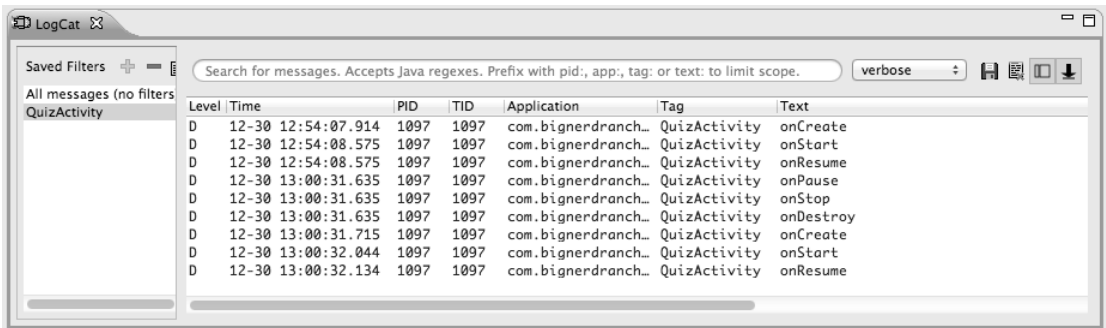 LogCat
Saved Filters
All messages (no filters
QuizActivity
Search for messages. Accepts Java regexes. Prefix with pid:, app:, tag: or text: to limit scope.
verbose
Level Time PID TID Application Tag Text
D 12-30 12:54:07.914 1097 1097 com.bignerdranch… QuizActivity onCreate
D 12-30 12:54:08.575 1097 1097 com.bignerdranch… QuizActivity onStart
D 12-30 12:54:08.575 1097 1097 com.bignerdranch… QuizActivity onResume
D 12-30 13:00:31.635 1097 1097 com.bignerdranch… QuizActivity onPause
D 12-30 13:00:31.635 1097 1097 com.bignerdranch… QuizActivity onStop
D 12-30 13:00:31.635 1097 1097 com.bignerdranch… QuizActivity onDestroy
D 12-30 13:00:31.715 1097 1097 com.bignerdranch… QuizActivity onCreate
D 12-30 13:00:32.044 1097 1097 com.bignerdranch… QuizActivity onStart
D 12-30 13:00:32.134 1097 1097 com.bignerdranch… QuizActivity onResume